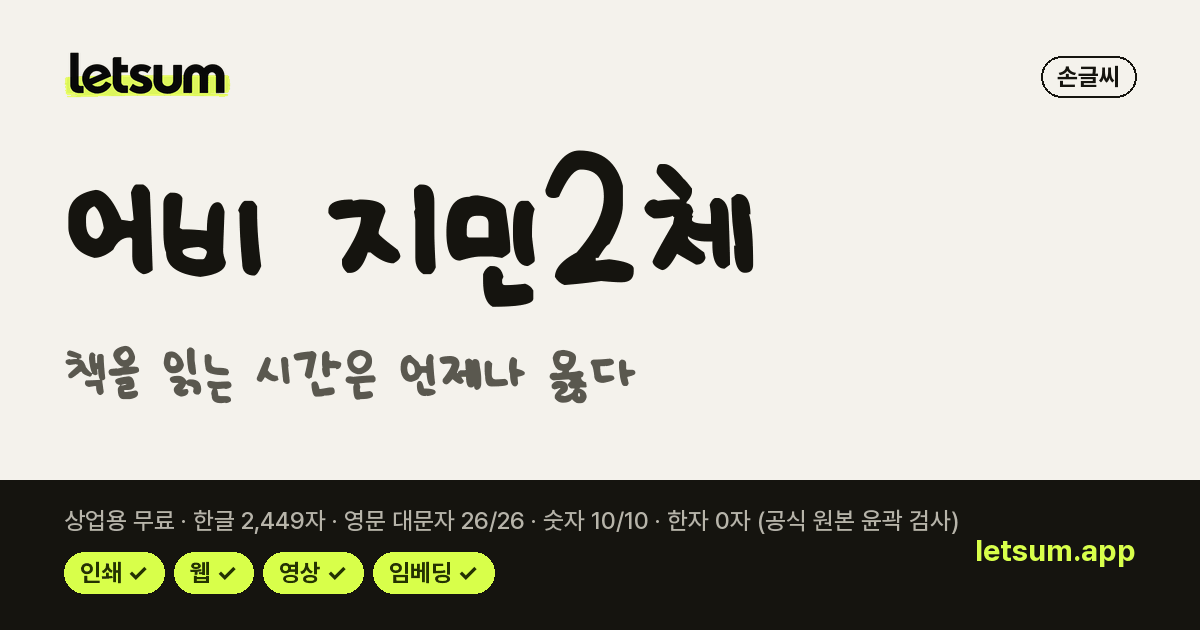 letsum
손글씨
어비 지민2체
책을 읽는 시간은 언제나 옳다
상업용 무료 · 한글 2,449자 · 영문 대문자 26/26 · 숫자 10/10 · 한자 0자 (공식 원본 윤곽 검사)
인쇄 ✓ 웹 ✓ 영상 ✓ 임베딩 ✓
letsum.app